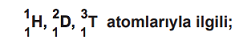 ¹₁H, ²₁D, ³₁T atomlarıyla ilgili;